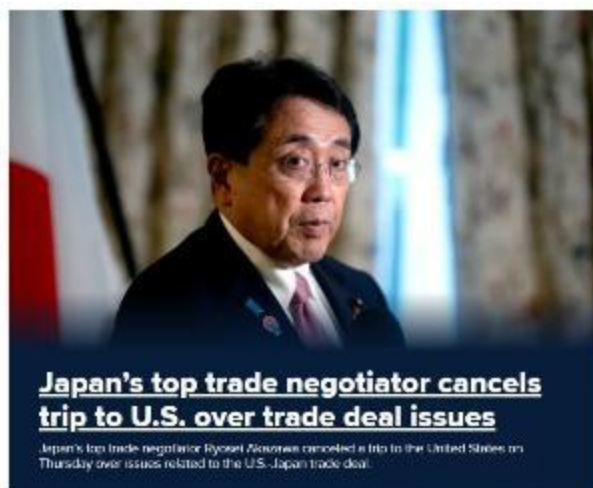 Japan's top trade negotiator cancels
trip to U.S. over trade deal issues
Japan's top trade negotiator Ryosei Akazawa canceled a trip to the United States on
Thursday over issues related to the U.S.-Japan trade deal.